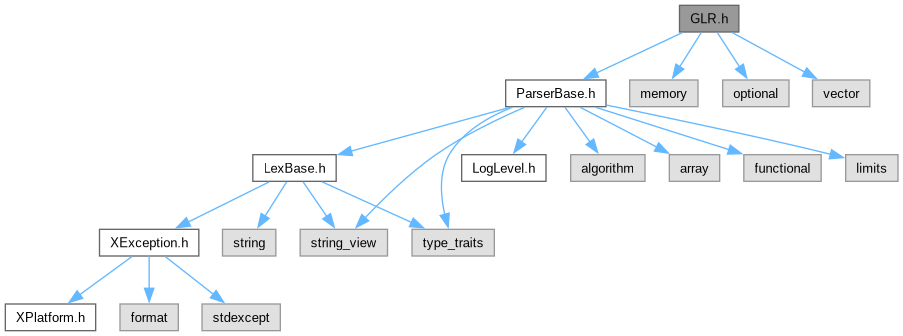 GLR.h
ParserBase.h
memory
optional
vector
LexBase.h
LogLevel.h
algorithm
array
functional
limits
XException.h
string
string_view
type_traits
XPlatform.h
format
stdexcept